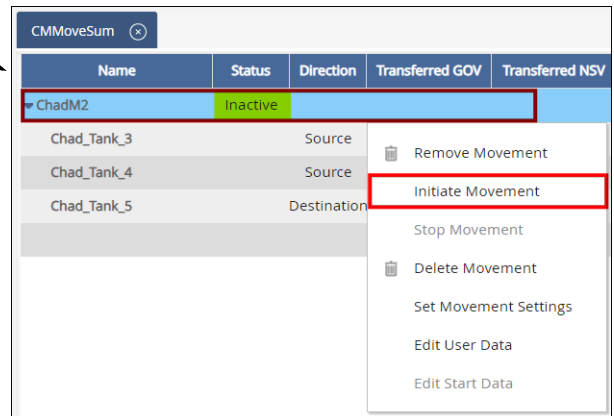 CMMoveSum
Name Status Direction Transferred GOV Transferred NSV
ChadM2 Inactive
Chad_Tank_3 Source
Chad_Tank_4 Source
Chad_Tank_5 Destination
Remove Movement
Initiate Movement
Stop Movement
Delete Movement
Set Movement Settings
Edit User Data
Edit Start Data